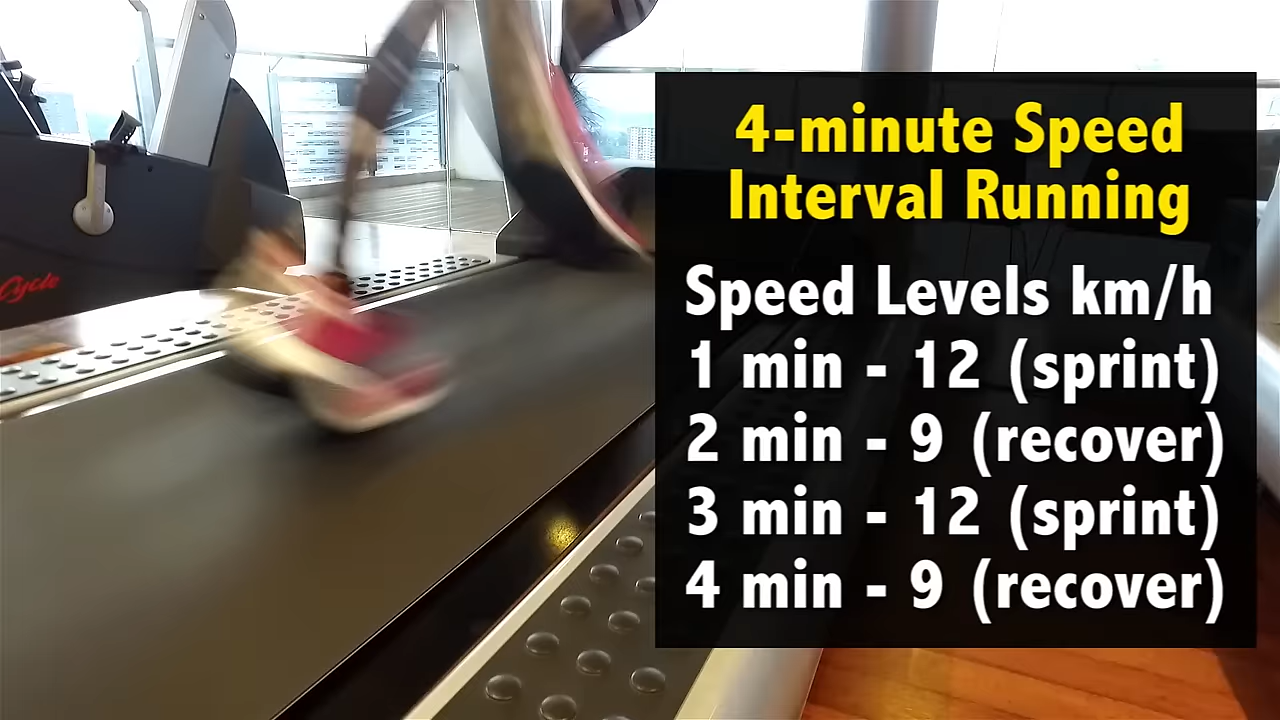 4-minute Speed
Interval Running
Speed Levels km/h
1 min - 12 (sprint)
2 min - 9 (recover)
3 min - 12 (sprint)
4 min - 9 (recover)
Cycle